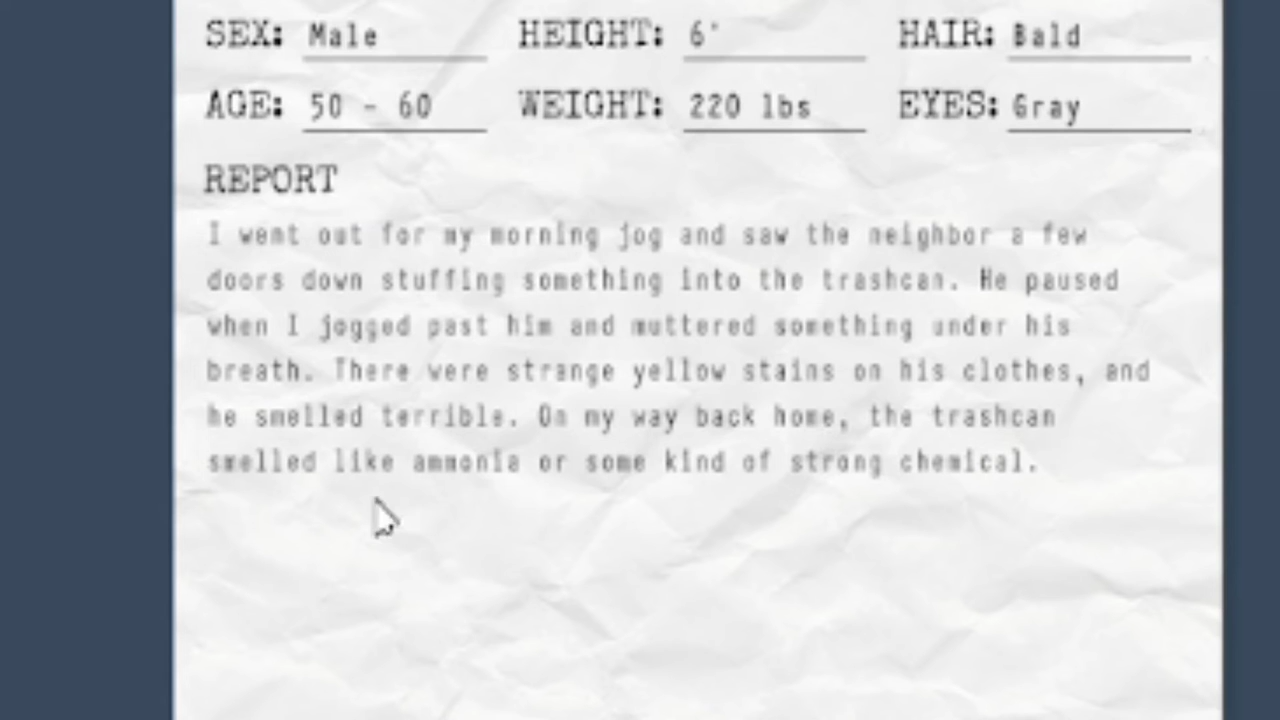 SEX: Male HEIGHT: 6' HAIR: Bald
AGE: 50 - 60 WEIGHT: 220 lbs EYES: Gray
REPORT
I went out for my morning jog and saw the neighbor a few
doors down stuffing something into the trashcan. He paused
when I jogged past him and muttered something under his
breath. There were strange yellow stains on his clothes, and
he smelled terrible. On my way back home, the trashcan
smelled like ammonia or some kind of strong chemical.